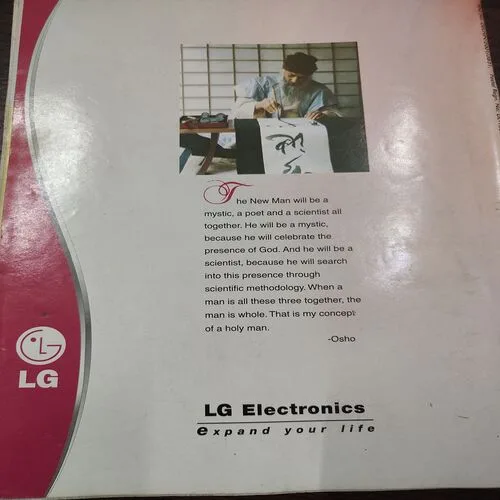 The New Man will be a
mystic, a poet and a scientist all
together. He will be a mystic,
because he will celebrate the
presence of God. And he will be a
scientist, because he will search
into this presence through
scientific methodology. When a
man is all these three together, the
man is whole. That is my concept
of a holy man.
-Osho
LG
LG Electronics
expand your life